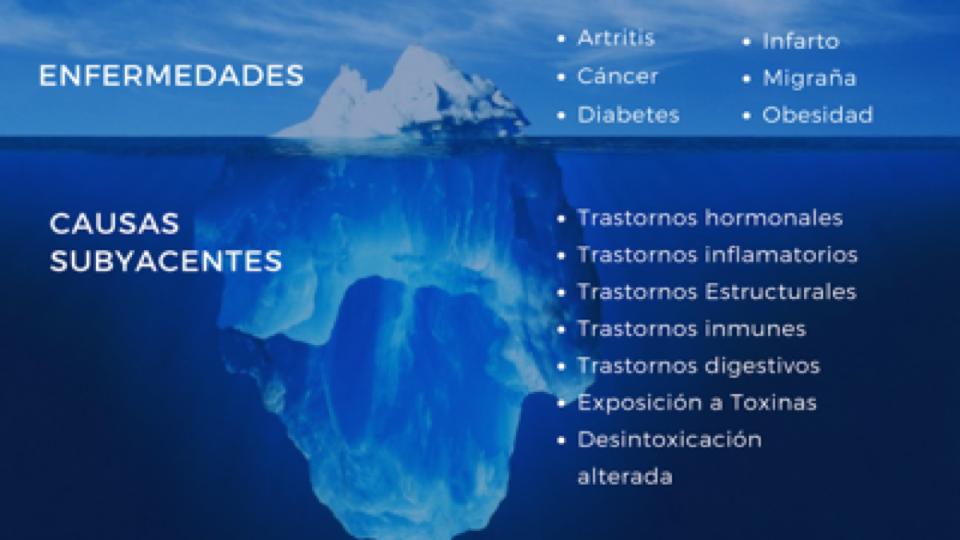 ENFERMEDADES
• Artritis
• Cáncer
• Diabetes
• Infarto
• Migraña
• Obesidad
CAUSAS
SUBYACENTES
• Trastornos hormonales
• Trastornos inflamatorios
• Trastornos Estructurales
• Trastornos inmunes
• Trastornos digestivos
• Exposición a Toxinas
• Desintoxicación
alterada